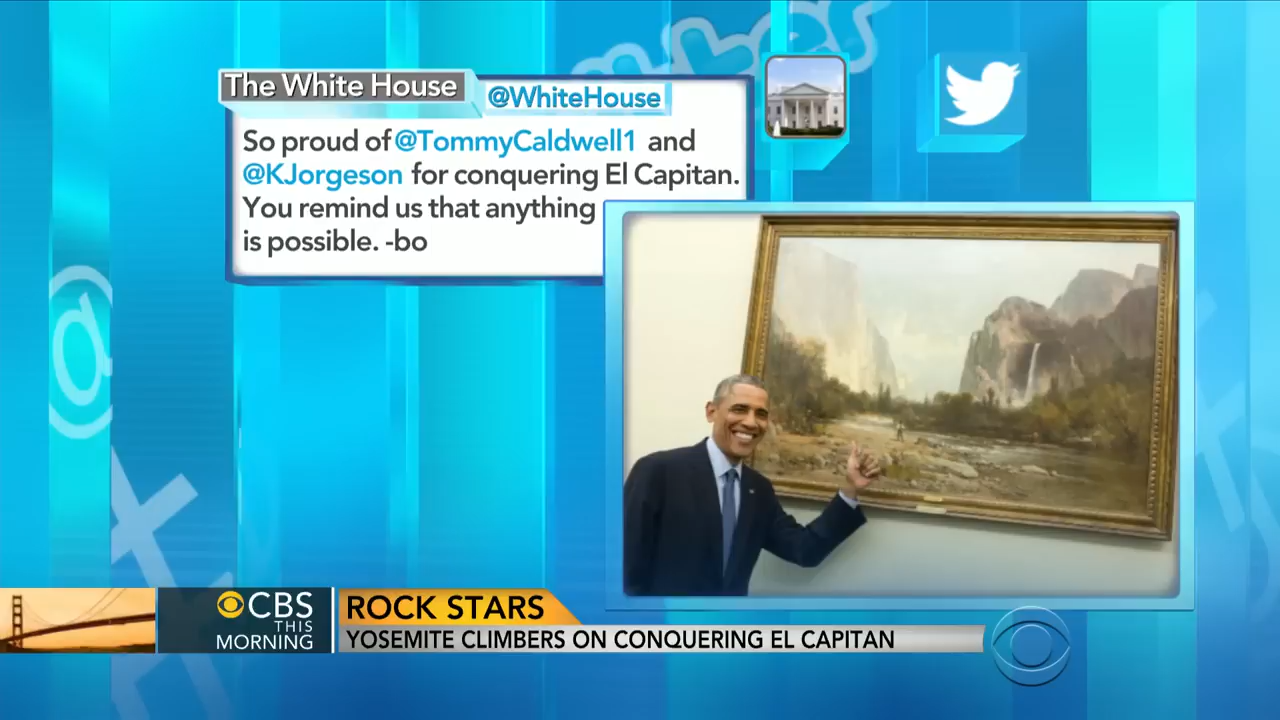 The White House
@WhiteHouse
So proud of @TommyCaldwell1 and
@KJorgeson for conquering El Capitan.
You remind us that anything
is possible. -bo
CBS
THIS
MORNING
ROCK STARS
YOSEMITE CLIMBERS ON CONQUERING EL CAPITAN